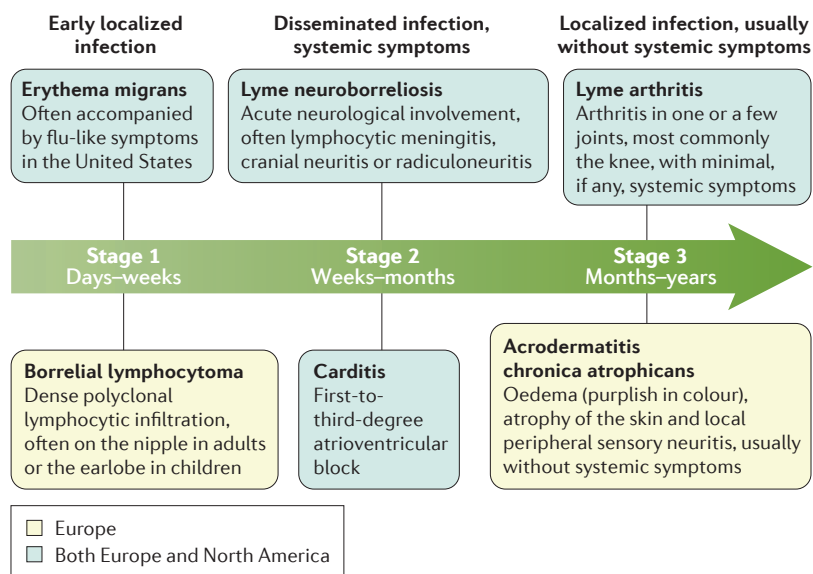 Early localized
infection
Disseminated infection,
systemic symptoms
Localized infection, usually
without systemic symptoms
Erythema migrans
Often accompanied
by flu-like symptoms
in the United States
Lyme neuroborreliosis
Acute neurological involvement,
often lymphocytic meningitis,
cranial neuritis or radiculoneuritis
Lyme arthritis
Arthritis in one or a few
joints, most commonly
the knee, with minimal,
if any, systemic symptoms
Stage 1
Days–weeks
Stage 2
Weeks–months
Stage 3
Months–years
Borrelial lymphocytoma
Dense polyclonal
lymphocytic infiltration,
often on the nipple in adults
or the earlobe in children
Carditis
First-to-
third-degree
atrioventricular
block
Acrodermatitis
chronica atrophicans
Oedema (purplish in colour),
atrophy of the skin and local
peripheral sensory neuritis, usually
without systemic symptoms
Europe
Both Europe and North America